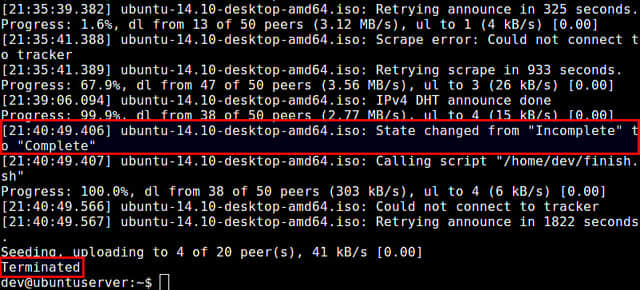 [21:35:39.382] ubuntu-14.10-desktop-amd64.iso: Retrying announce in 325 seconds.
Progress: 1.6%, dl from 13 of 50 peers (3.12 MB/s), ul to 1 (4 kB/s) [0.00]
[21:35:41.388] ubuntu-14.10-desktop-amd64.iso: Scrape error: Could not connect t
o tracker
[21:35:41.389] ubuntu-14.10-desktop-amd64.iso: Retrying scrape in 933 seconds.
Progress: 67.9%, dl from 47 of 50 peers (3.56 MB/s), ul to 3 (26 kB/s) [0.00]
[21:39:06.094] ubuntu-14.10-desktop-amd64.iso: IPv4 DHT announce done
Progress: 99.9%, dl from 38 of 50 peers (2.77 MB/s), ul to 4 (15 kB/s) [0.00]
[21:40:49.406] ubuntu-14.10-desktop-amd64.iso: State changed from "Incomplete" t
o "Complete"
[21:40:49.407] ubuntu-14.10-desktop-amd64.iso: Calling script "/home/dev/finish.
sh"
Progress: 100.0%, dl from 38 of 50 peers (303 kB/s), ul to 4 (6 kB/s) [0.00]
[21:40:49.566] ubuntu-14.10-desktop-amd64.iso: Could not connect to tracker
[21:40:49.567] ubuntu-14.10-desktop-amd64.iso: Retrying announce in 1822 seconds
.
Seeding, uploading to 4 of 20 peer(s), 41 kB/s [0.00]
Terminated
dev@ubuntuserver:~$